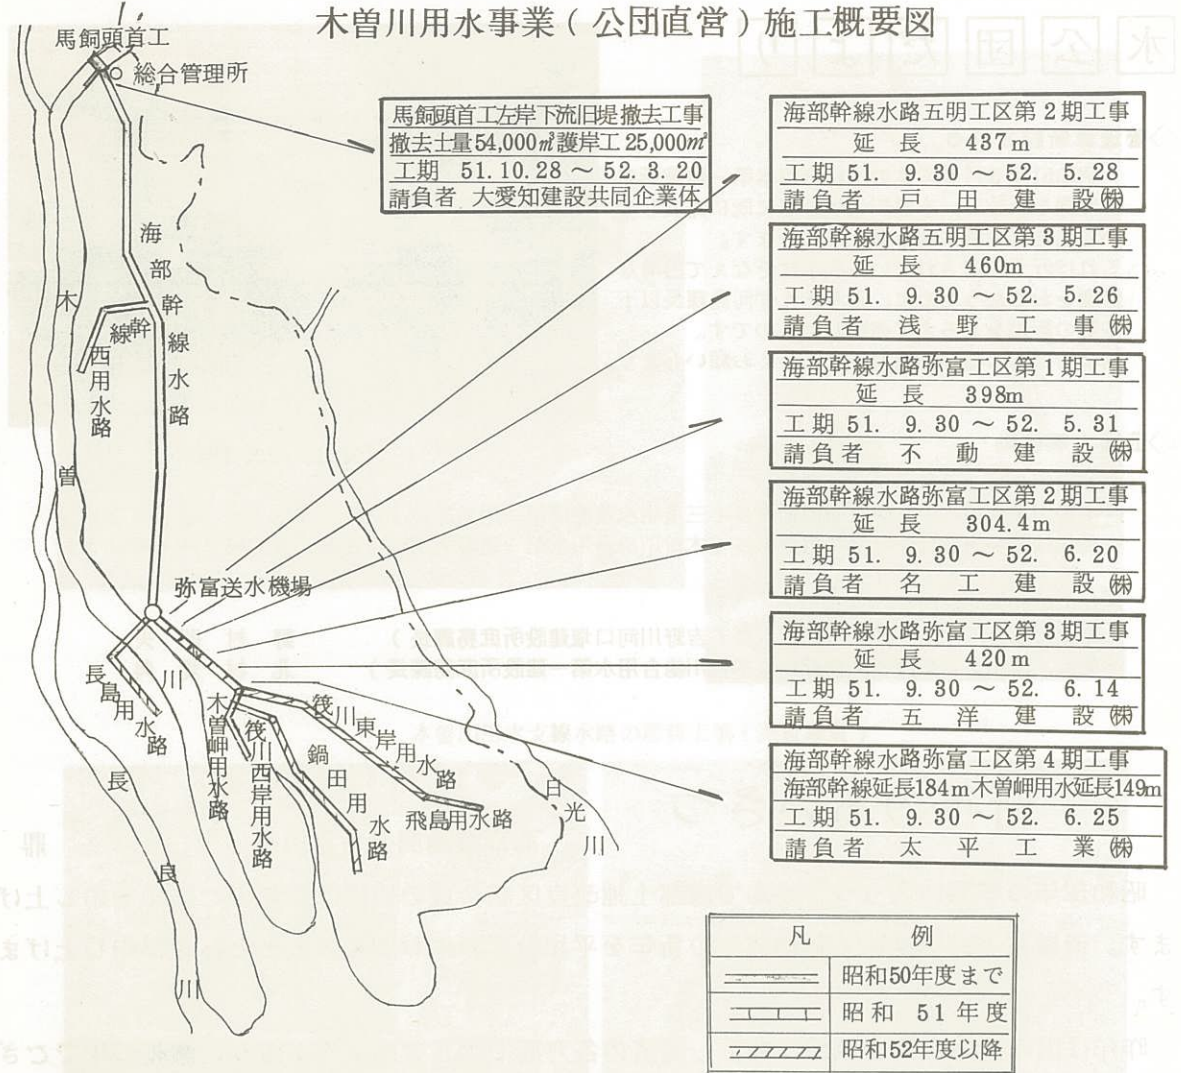 木曽川用水事業(公団直営)施工概要図
馬飼頭首工
総合管理所
馬飼頭首工左岸下流旧堤撤去工事
撤去土量54,000㎥護岸工25,000㎡
工期 51.10.28 ~ 52.3.20
請負者 大愛知建設共同企業体
海部幹線水路五明工区第2期工事
延長 437m
工期 51. 9.30 ~ 52. 5.28
請負者 戸田建設㈱
海部幹線水路五明工区第3期工事
延長 460m
工期 51. 9.30 ~ 52. 5.26
請負者 浅野工事㈱
海部幹線水路弥富工区第1期工事
延長 398m
工期 51. 9.30 ~ 52. 5.31
請負者 不動建設㈱
海部幹線水路弥富工区第2期工事
延長 304.4m
工期 51. 9.30 ~ 52. 6.20
請負者 名工建設㈱
海部幹線水路弥富工区第3期工事
延長 420m
工期 51. 9.30 ~ 52. 6.14
請負者 五洋建設㈱
海部幹線水路弥富工区第4期工事
海部幹線延長184m木曽岬用水延長149m
工期 51. 9.30 ~ 52. 6.25
請負者 太平工業㈱
海部幹線水路
西用水路
幹線
木曽川
弥富送水機場
長島用水路
木曽岬用水路
筏川西岸用水路
鍋田用水路
筏川東岸用水路
飛島用水路
長良川
日光川
凡例
昭和50年度まで
昭和 51年度
昭和52年度以降